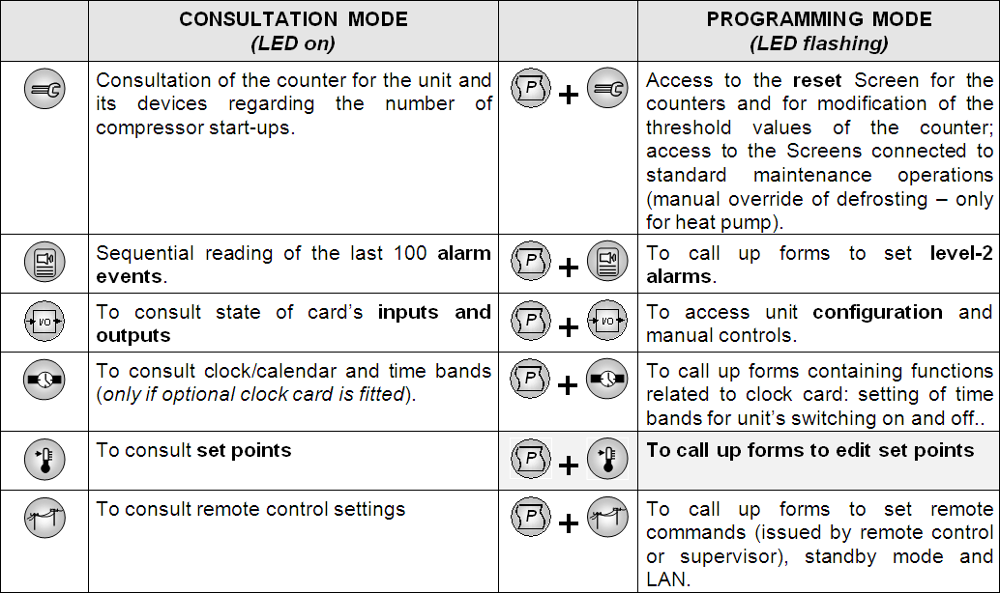 CONSULTATION MODE
(LED on)
PROGRAMMING MODE
(LED flashing)
Consultation of the counter for the unit and
its devices regarding the number of
compressor start-ups.
P
+
Access to the reset Screen for the
counters and for modification of the
threshold values of the counter;
access to the Screens connected to
standard maintenance operations
(manual override of defrosting – only
for heat pump).
Sequential reading of the last 100 alarm
events.
P
+
To call up forms to set level-2
alarms.
I/O
To consult state of card's inputs and
outputs
P
+
I/O
To access unit configuration and
manual controls.
To consult clock/calendar and time bands
(only if optional clock card is fitted).
P
+
To call up forms containing functions
related to clock card: setting of time
bands for unit's switching on and off..
To consult set points
P
+
To call up forms to edit set points
To consult remote control settings
P
+
To call up forms to set remote
commands (issued by remote control
or supervisor), standby mode and
LAN.